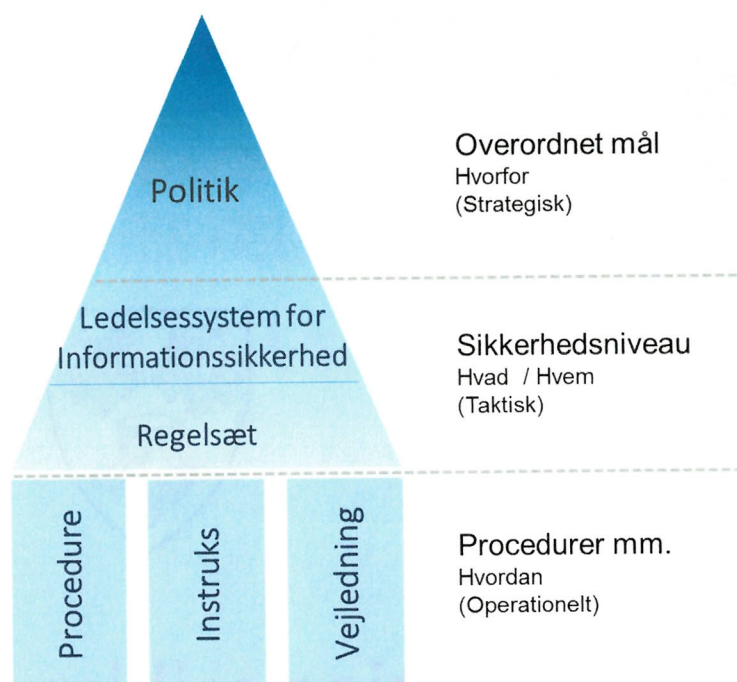 Politik
Overordnet mål
Hvorfor
(Strategisk)
Ledelsessystem for
Informationssikkerhed
Regelsæt
Sikkerhedsniveau
Hvad / Hvem
(Taktisk)
Procedure
Instruks
Vejledning
Procedurer mm.
Hvordan
(Operationelt)